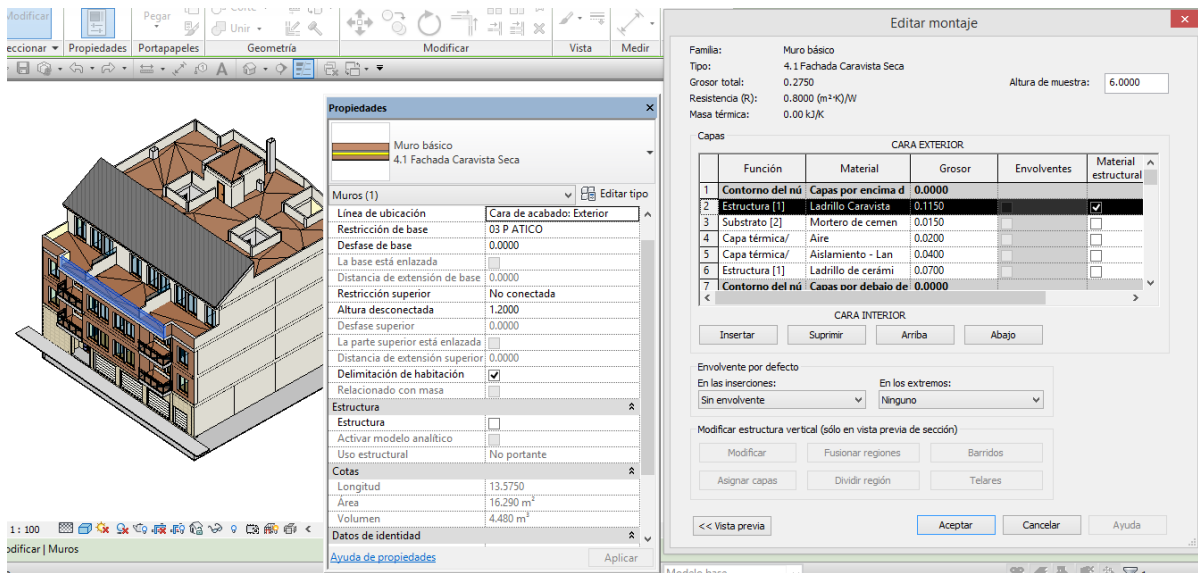 Modificar
Pegar
Unir
eccionar Propiedades Portapapeles Geometría Modificar Vista Medir
Propiedades
Muro básico
4.1 Fachada Caravista Seca
Muros (1) Editar tipo
Línea de ubicación Cara de acabado: Exterior
Restricción de base 03 P ATICO
Desfase de base 0.0000
La base está enlazada
Distancia de extensión de base 0.0000
Restricción superior No conectada
Altura desconectada 1.2000
Desfase superior 0.0000
La parte superior está enlazada
Distancia de extensión superior 0.0000
Delimitación de habitación
Relacionado con masa
Estructura
Estructura
Activar modelo analítico
Uso estructural No portante
Cotas
Longitud 13.5750
Área 16.290 m²
Volumen 4.480 m³
Datos de identidad
Ayuda de propiedades Aplicar
1 : 100
odificar | Muros
Editar montaje
Familia: Muro básico
Tipo: 4.1 Fachada Caravista Seca
Grosor total: 0.2750 Altura de muestra: 6.0000
Resistencia (R): 0.8000 (m²·K)/W
Masa térmica: 0.00 kJ/K
Capas
CARA EXTERIOR
Función Material Grosor Envolventes Material estructural
1 Contorno del nú Capas por encima d 0.0000
2 Estructura [1] Ladrillo Caravista 0.1150
3 Substrato [2] Mortero de cemen 0.0150
4 Capa térmica/ Aire 0.0200
5 Capa térmica/ Aislamiento - Lan 0.0400
6 Estructura [1] Ladrillo de cerámi 0.0700
7 Contorno del nú Capas por debajo de 0.0000
CARA INTERIOR
Insertar Suprimir Arriba Abajo
Envolvente por defecto
En las inserciones: En los extremos:
Sin envolvente Ninguno
Modificar estructura vertical (sólo en vista previa de sección)
Modificar Fusionar regiones Barridos
Asignar capas Dividir región Telares
<< Vista previa Aceptar Cancelar Ayuda
Modelo base